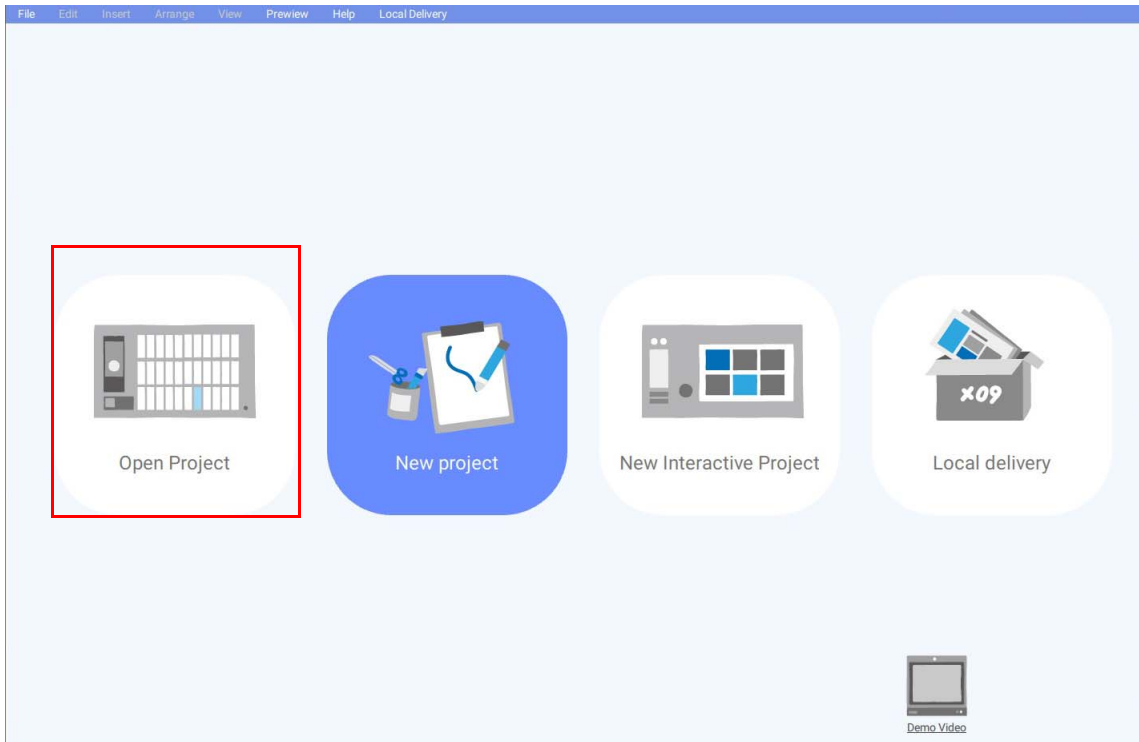 File Edit Insert Arrange View Prewiew Help Local Delivery
×09
Open Project
New project
New Interactive Project
Local delivery
Demo Video